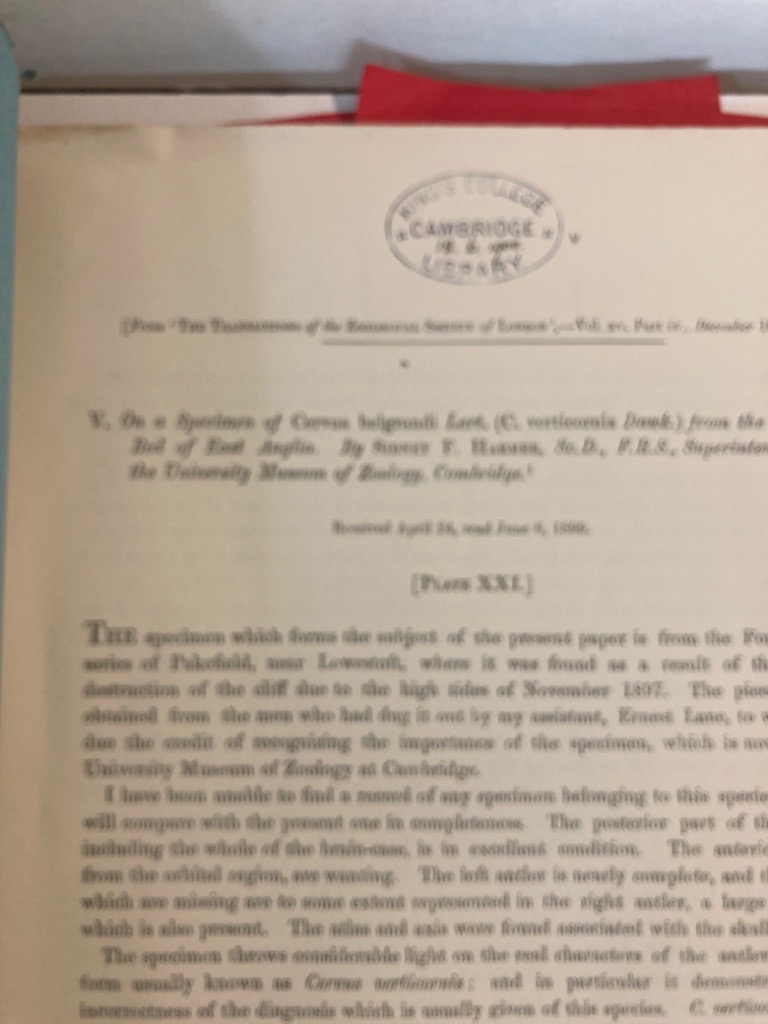 KING'S COLLEGE
CAMBRIDGE
LIBRARY
[From "The Transactions of the Zoological Society of London",—Vol. xv, Part iv., December
V. On a Specimen of Cervus belgrandi Lart. (C. verticornis Dawk.) from the
Bed of East Anglia. By Sidney F. Harmer, Sc.D., F.R.S.,
the University Museum of Zoology, Cambridge.¹
Received April 28, read June 6, 1899.
[Plate XXI.]
THE specimen which forms the subject of the present paper is from the
series of Pakefield, near Lowestoft, where it was found as a result of
destruction of the cliff due to the high tides of November 1897. The
obtained from the men who had dug it out by my assistant, Ernest Lane, to
due the credit of recognizing the importance of the specimen, which is
University Museum of Zoology at Cambridge.
I have been unable to find a record of any specimen belonging to this
will compare with the present one in completeness. The posterior part of
including the whole of the brain-case, is in excellent condition. The
from the orbital region, are wanting. The left antler is nearly complete, and
which are missing are to some extent represented in the right antler, a large
which is also present. The atlas and axis were found associated with the
The specimen throws considerable light on the real characters of the
form usually known as Cervus verticornis; and in particular it
incorrectness of the diagnosis which is usually given of this species. C.